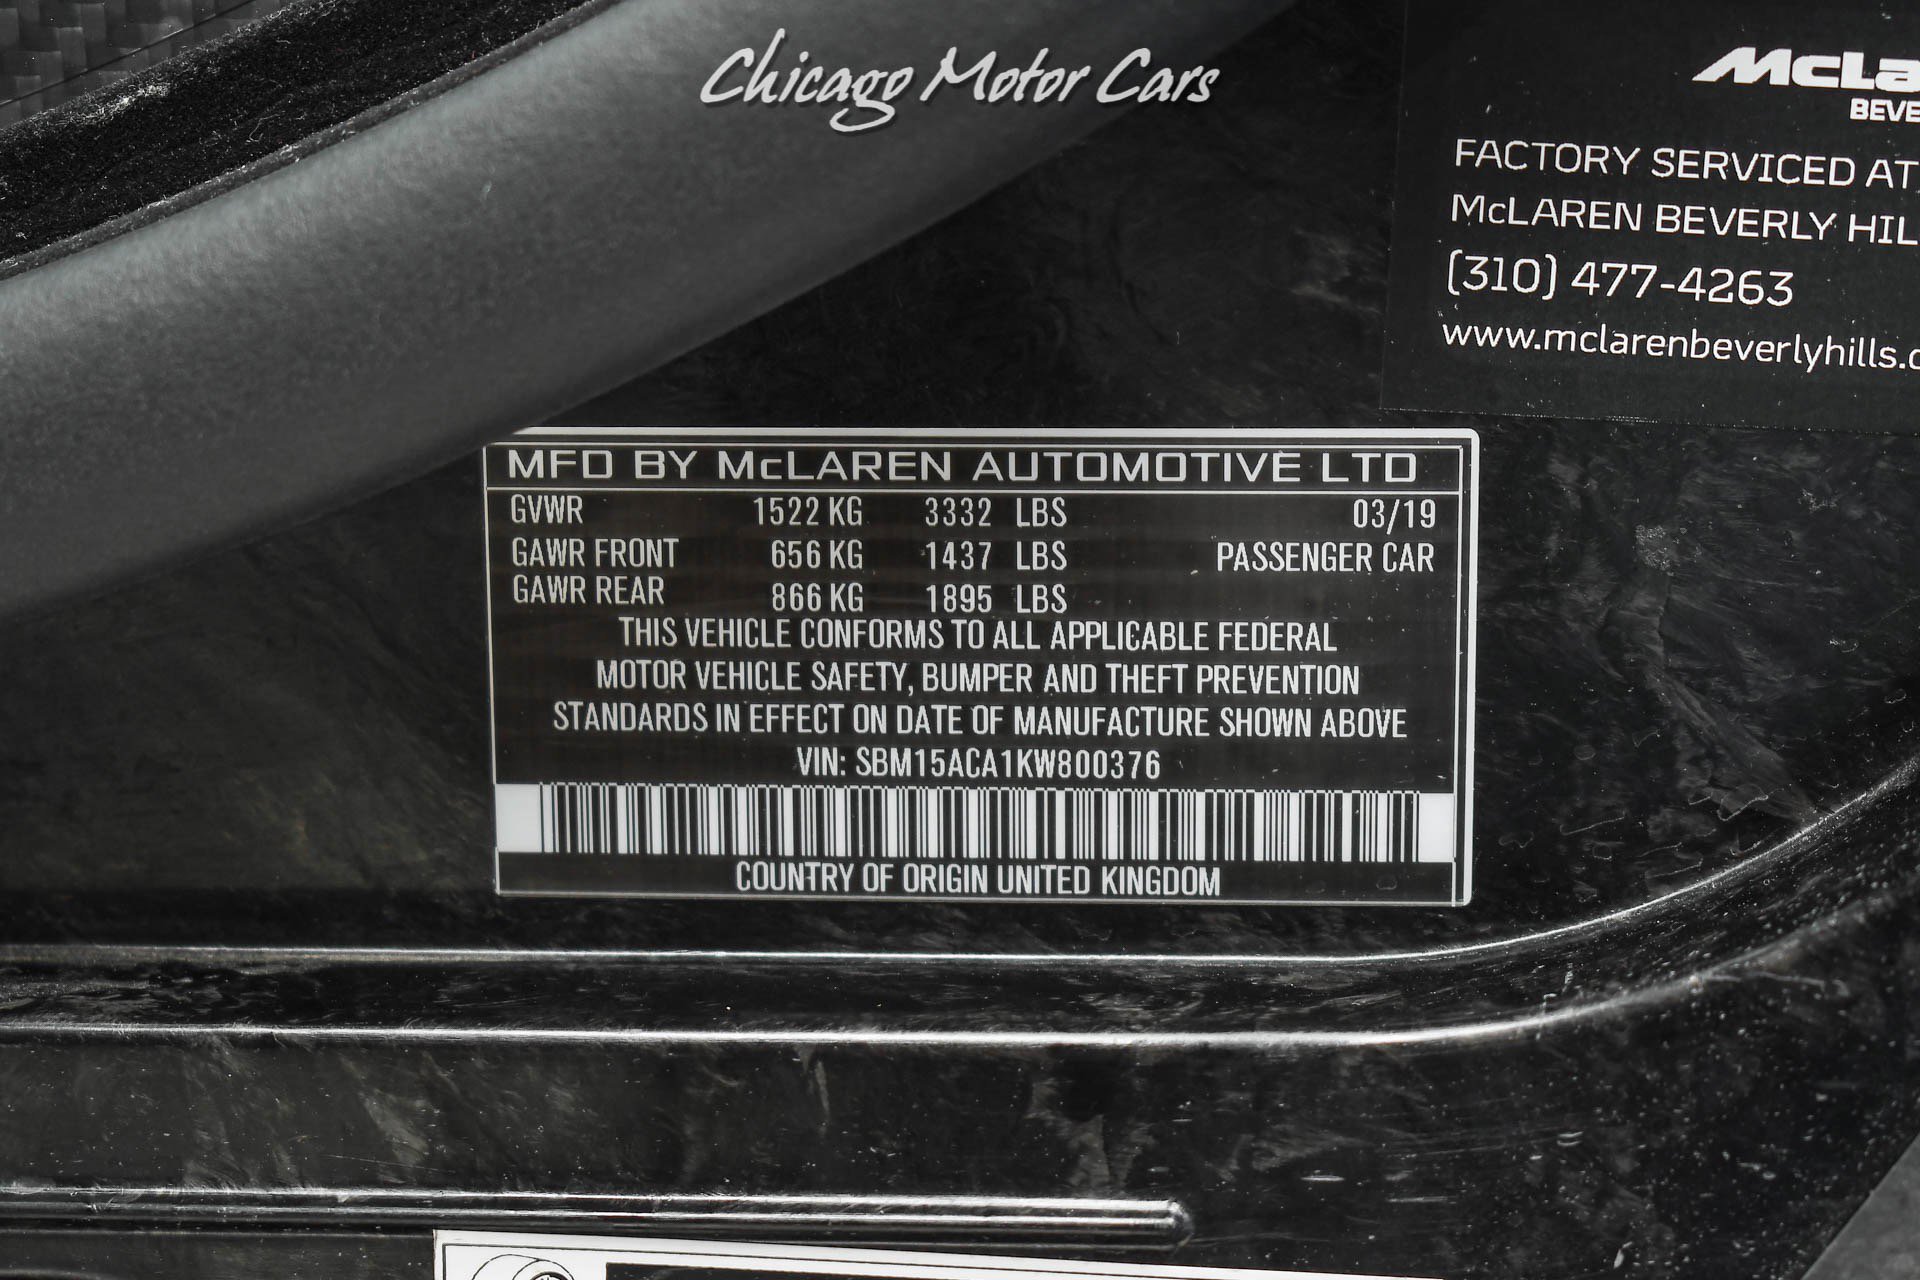 Chicago Motor Cars
McLa
BEVE
FACTORY SERVICED AT
McLAREN BEVERLY HIL
(310) 477-4263
www.mclarenbeverlyhills.c
MFD BY McLAREN AUTOMOTIVE LTD
GVWR 1522 KG 3332 LBS 03/19
GAWR FRONT 656 KG 1437 LBS PASSENGER CAR
GAWR REAR 866 KG 1895 LBS
THIS VEHICLE CONFORMS TO ALL APPLICABLE FEDERAL
MOTOR VEHICLE SAFETY, BUMPER AND THEFT PREVENTION
STANDARDS IN EFFECT ON DATE OF MANUFACTURE SHOWN ABOVE
VIN: SBM15ACA1KW800376
COUNTRY OF ORIGIN UNITED KINGDOM